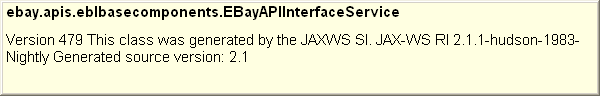 ebay.apis.eblbasecomponents.EBayAPIInterfaceService
Version 479 This class was generated by the JAXWS SI. JAX-WS RI 2.1.1-hudson-1983-
Nightly Generated source version: 2.1